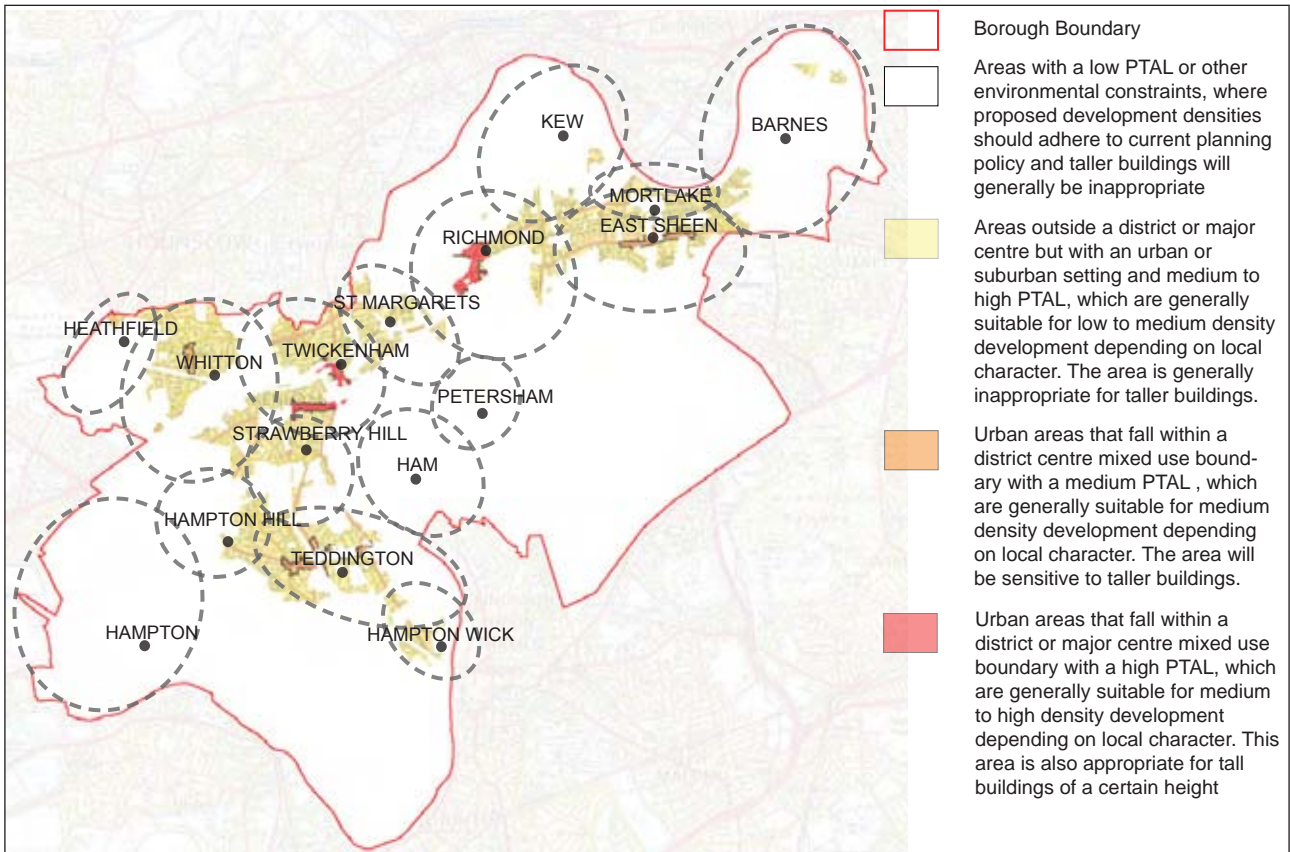 KEW
BARNES
MORTLAKE
EAST SHEEN
RICHMOND
ST MARGARETS
HEATHFIELD
WHITTON
TWICKENHAM
PETERSHAM
STRAWBERRY HILL
HAM
HAMPTON HILL
TEDDINGTON
HAMPTON
HAMPTON WICK
Borough Boundary
Areas with a low PTAL or other
environmental constraints, where
proposed development densities
should adhere to current planning
policy and taller buildings will
generally be inappropriate
Areas outside a district or major
centre but with an urban or
suburban setting and medium to
high PTAL, which are generally
suitable for low to medium density
development depending on local
character. The area is generally
inappropriate for taller buildings.
Urban areas that fall within a
district centre mixed use bound-
ary with a medium PTAL , which
are generally suitable for medium
density development depending
on local character. The area will
be sensitive to taller buildings.
Urban areas that fall within a
district or major centre mixed use
boundary with a high PTAL, which
are generally suitable for medium
to high density development
depending on local character. This
area is also appropriate for tall
buildings of a certain height